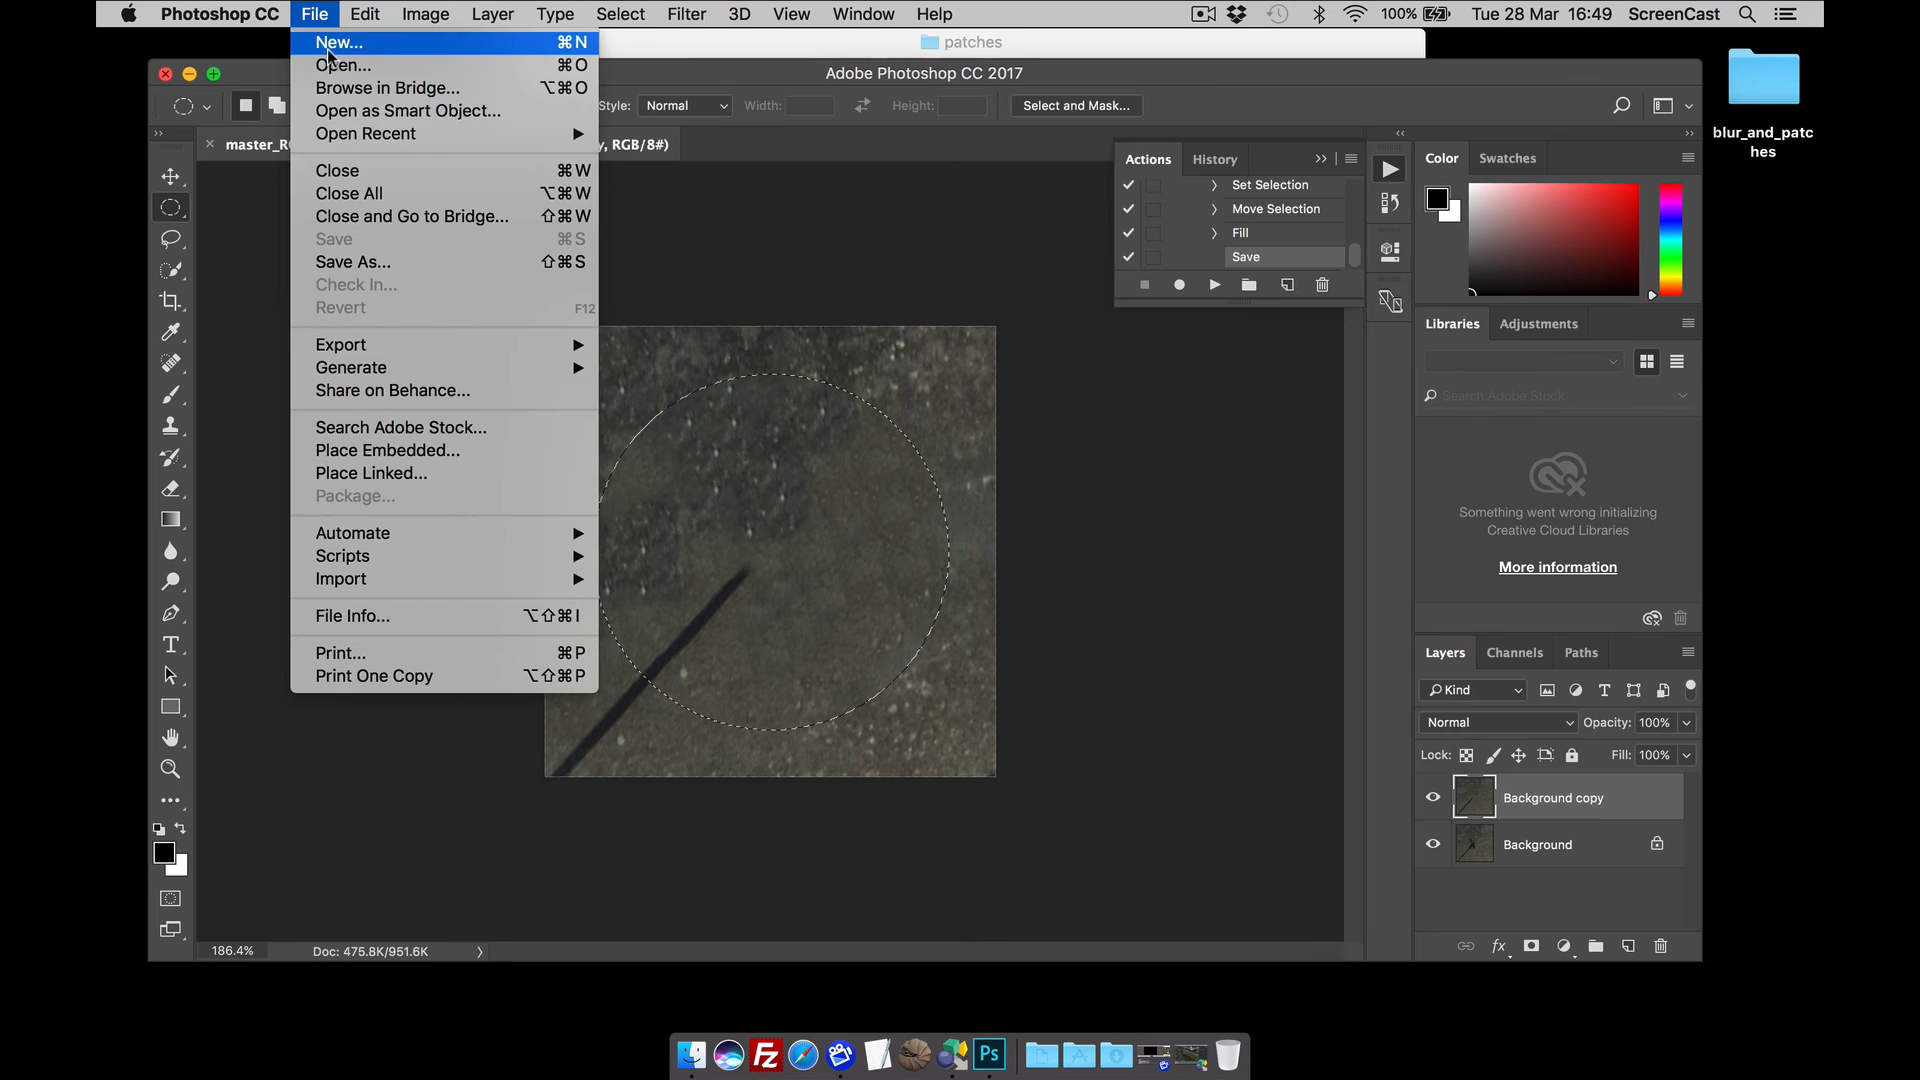 Photoshop CC File Edit Image Layer Type Select Filter 3D View Window Help 100% Tue 28 Mar 16:49 ScreenCast
New... ⌘N
patches
Open... ⌘O
Adobe Photoshop CC 2017
Browse in Bridge... ⌥⌘O
Open as Smart Object...
Style: Normal Width: Height: Select and Mask...
Open Recent
blur_and_patc
hes
master_R
, RGB/8#)
Close ⌘W
Close All ⌥⌘W
Close and Go to Bridge... ⇧⌘W
Save ⌘S
Save As... ⇧⌘S
Check In...
Revert F12
Export
Generate
Share on Behance...
Search Adobe Stock...
Place Embedded...
Place Linked...
Package...
Automate
Scripts
Import
File Info... ⌥⇧⌘I
Print... ⌘P
Print One Copy ⌥⇧⌘P
Actions History
Set Selection
Move Selection
Fill
Save
Color Swatches
Libraries Adjustments
Search Adobe Stock
Something went wrong initializing
Creative Cloud Libraries
More information
Layers Channels Paths
Kind
Normal Opacity: 100%
Lock: Fill: 100%
Background copy
Background
fx
186.4% Doc: 475.8K/951.6K
Fz
Ps